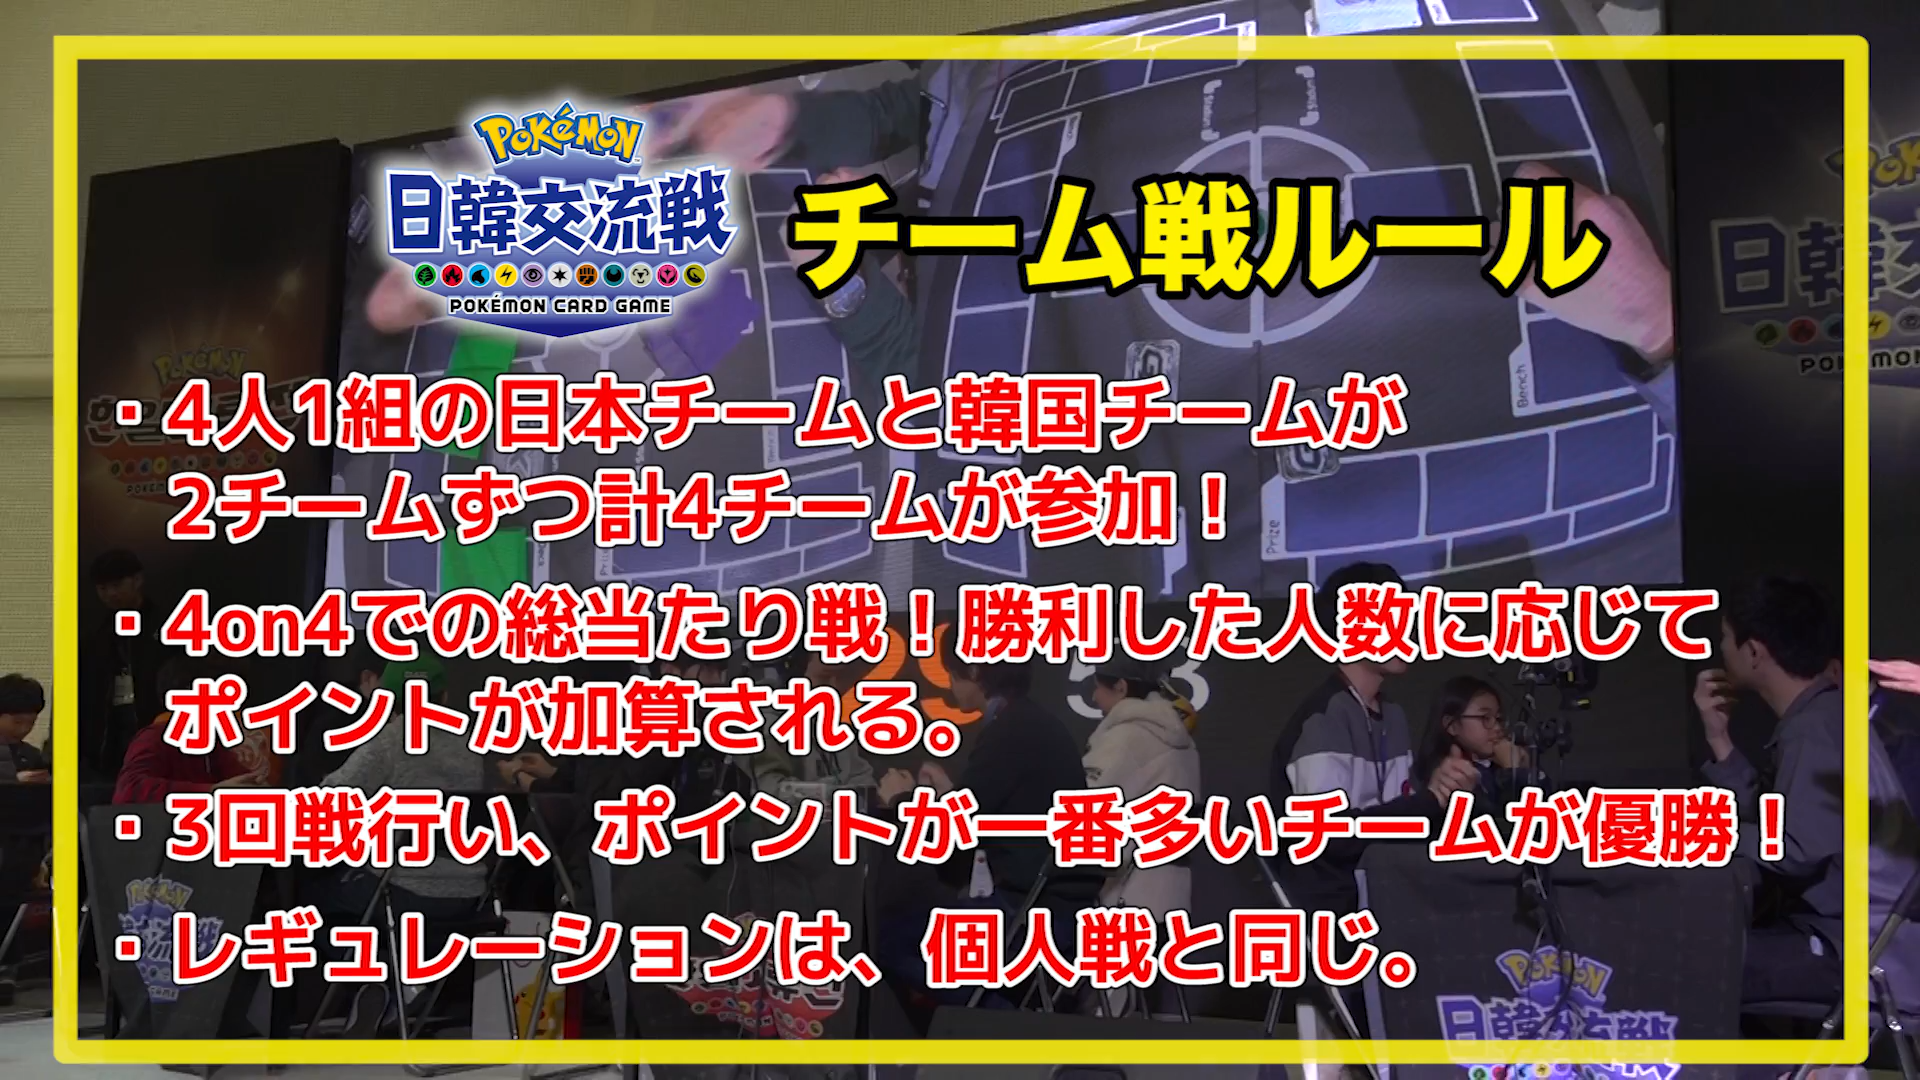 POKéMON
日韓交流戦
POKÉMON CARD GAME
チーム戦ルール
・4人1組の日本チームと韓国チームが
2チームずつ計4チームが参加！
・4on4での総当たり戦！勝利した人数に応じて
ポイントが加算される。
・3回戦行い、ポイントが一番多いチームが優勝！
・レギュレーションは、個人戦と同じ。
Stadium
Stadium
Bench
Prize